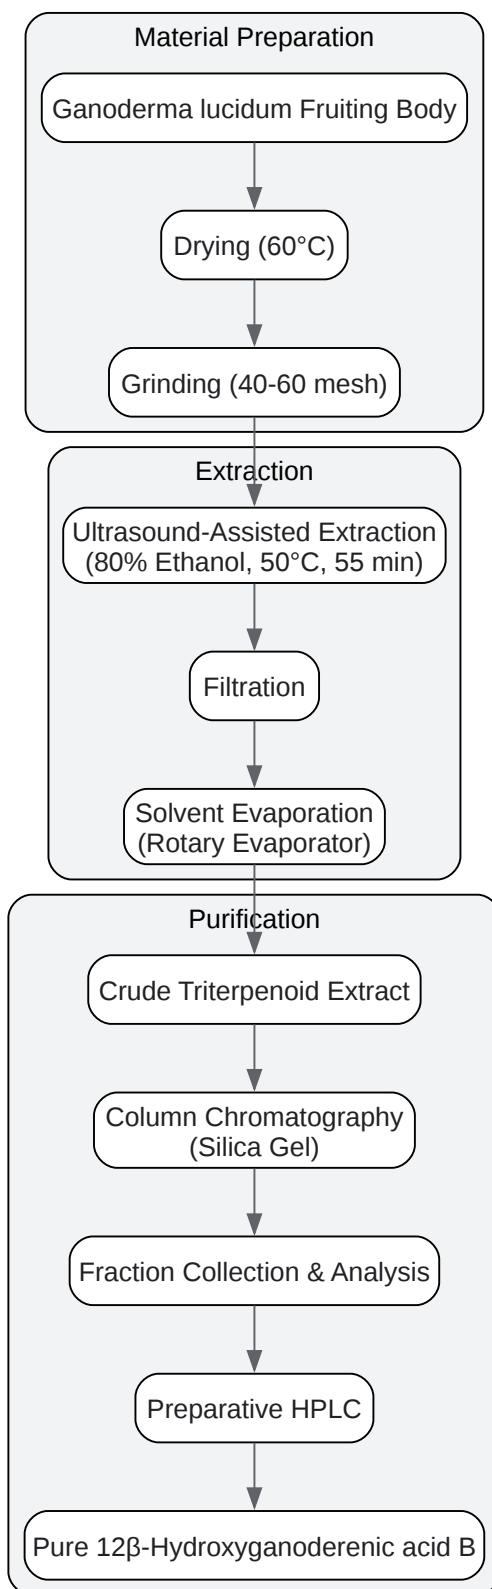 Material Preparation
Ganoderma lucidum Fruiting Body
Drying (60°C)
Grinding (40-60 mesh)
Extraction
Ultrasound-Assisted Extraction
(80% Ethanol, 50°C, 55 min)
Filtration
Solvent Evaporation
(Rotary Evaporator)
Purification
Crude Triterpenoid Extract
Column Chromatography
(Silica Gel)
Fraction Collection & Analysis
Preparative HPLC
Pure 12β-Hydroxyganoderenic acid B